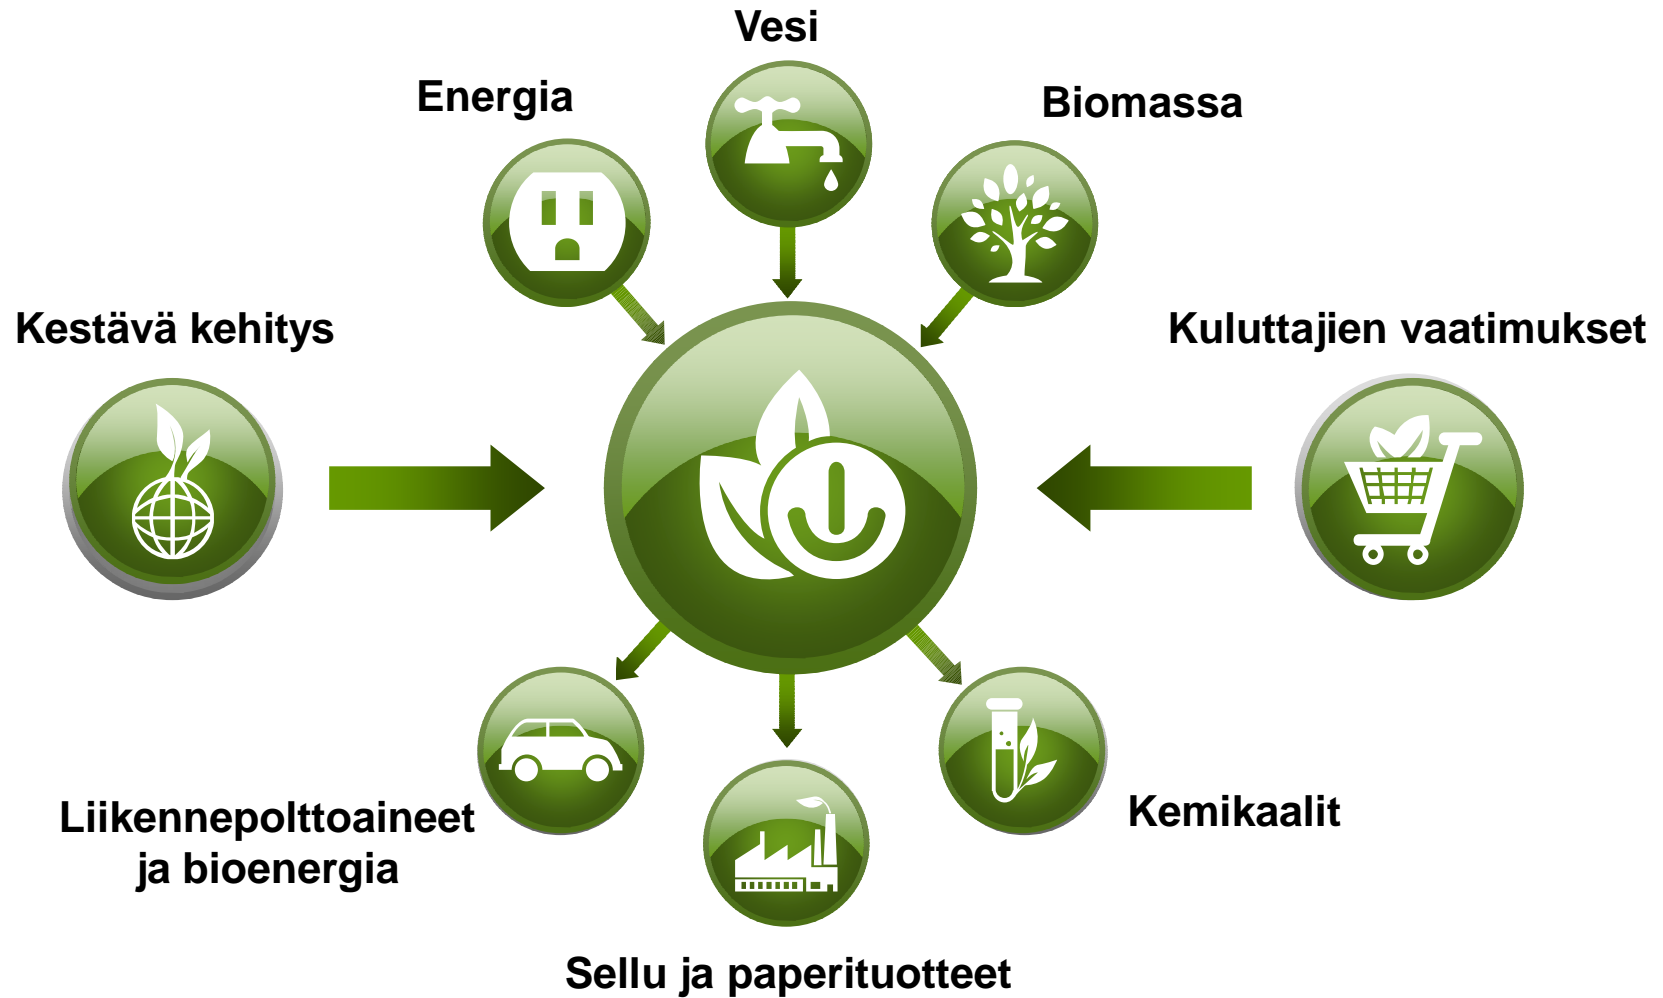 Vesi
Energia
Biomassa
Kestävä kehitys
Kuluttajien vaatimukset
Liikennepolttoaineet
ja bioenergia
Kemikaalit
Sellu ja paperituotteet